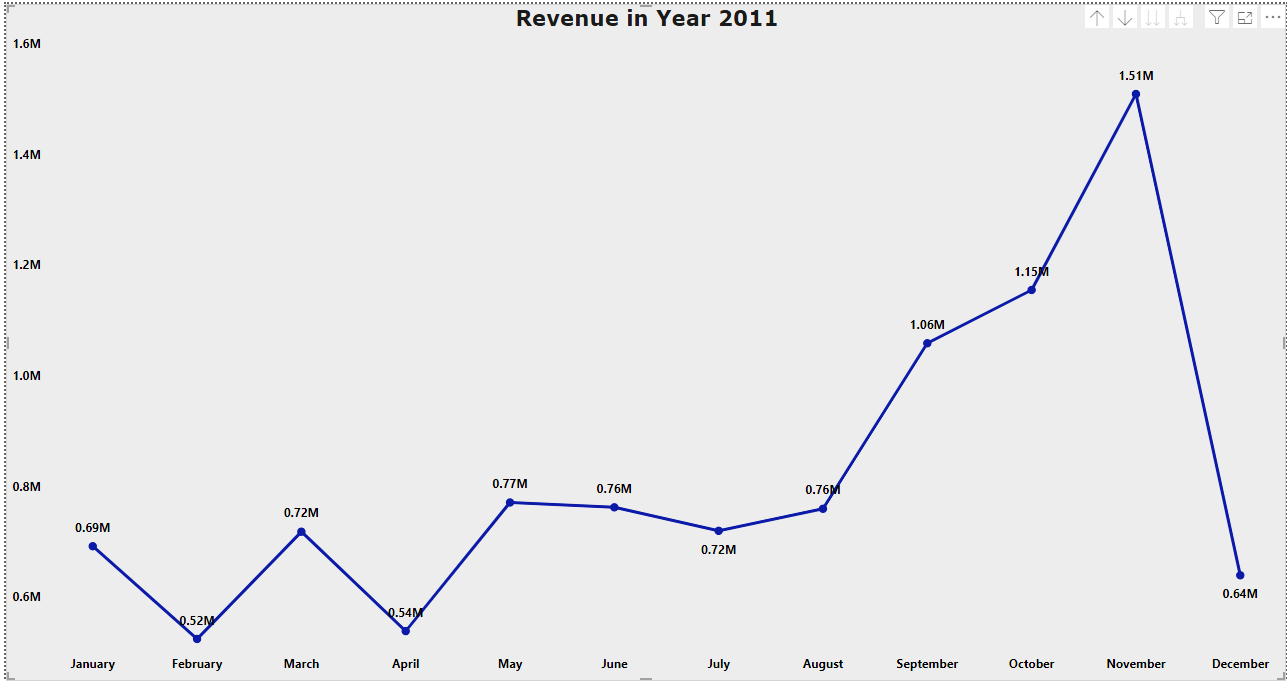 Revenue in Year 2011
1.6M
1.4M
1.2M
1.0M
0.8M
0.6M
0.69M
0.52M
0.72M
0.54M
0.77M
0.76M
0.72M
0.76M
1.06M
1.15M
1.51M
0.64M
January February March April May June July August September October November December